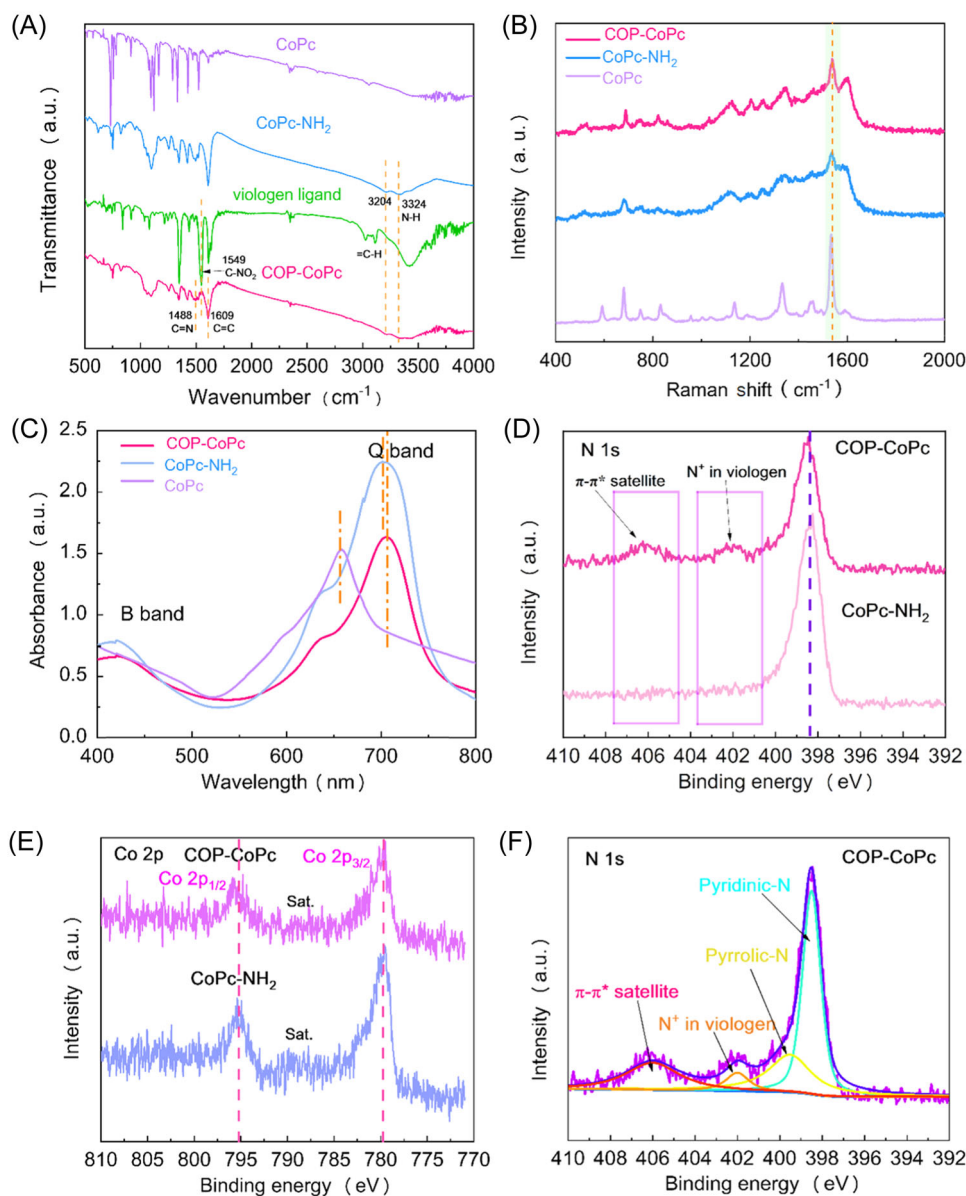 (A)
CoPc
CoPc-NH2
viologen ligand
3204
3324
N-H
=C-H
1549
C-NO2
COP-CoPc
1488
C=N
1609
C=C
Transmittance (a.u.)
500 1000 1500 2000 2500 3000 3500 4000
Wavenumber (cm-1)
(B)
COP-CoPc
CoPc-NH2
CoPc
Intensity (a. u.)
400 800 1200 1600 2000
Raman shift (cm-1)
(C)
COP-CoPc
CoPc-NH2
CoPc
Q band
B band
Absorbance (a.u.)
2.5
2.0
1.5
1.0
0.5
0.0
400 500 600 700 800
Wavelength (nm)
(D)
N 1s
COP-CoPc
π-π* satellite
N+ in viologen
CoPc-NH2
Intensity (a.u.)
410 408 406 404 402 400 398 396 394 392
Binding energy (eV)
(E)
Co 2p
COP-CoPc
Co 2p1/2
Co 2p3/2
Sat.
CoPc-NH2
Sat.
Intensity (a.u.)
810 805 800 795 790 785 780 775 770
Binding energy (eV)
(F)
N 1s
COP-CoPc
Pyridinic-N
Pyrrolic-N
π-π* satellite
N+ in viologen
Intensity (a.u.)
410 408 406 404 402 400 398 396 394 392
Binding energy (eV)